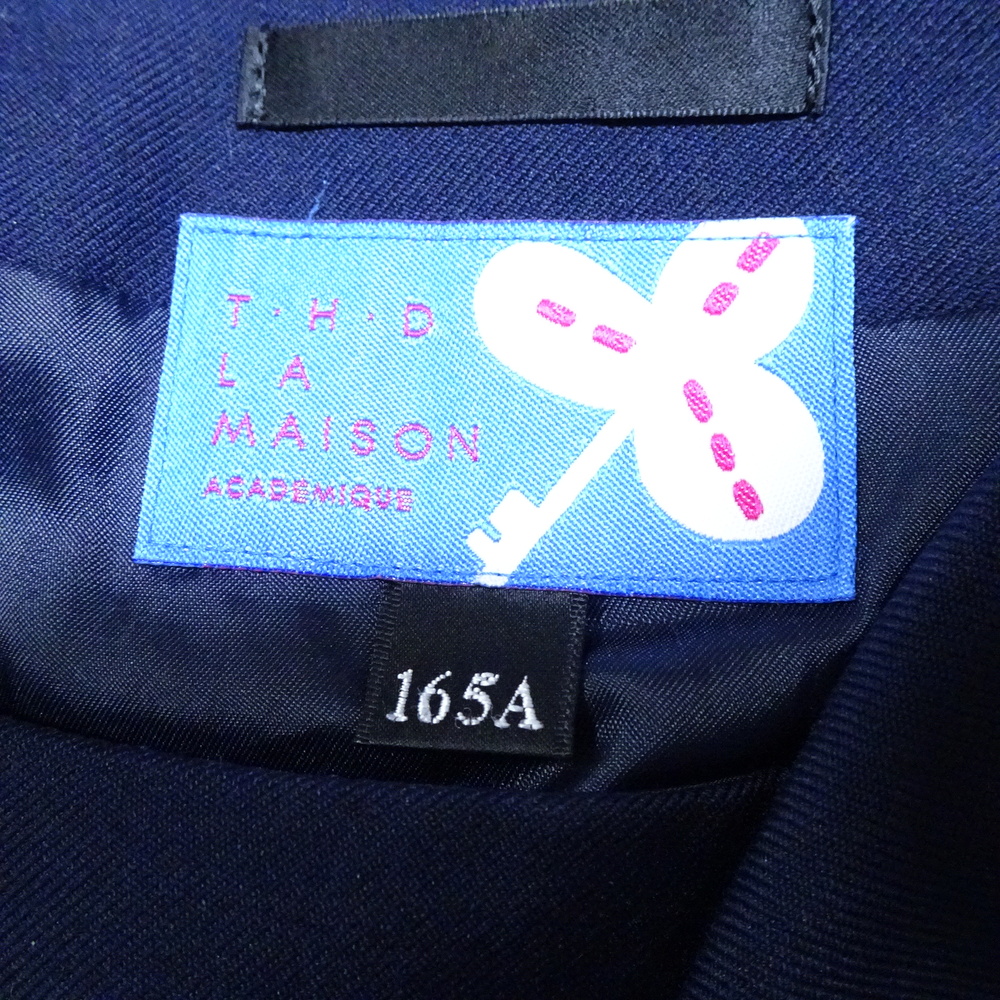 T·H·D
LA
MAISON
ACADEMIQUE
165A